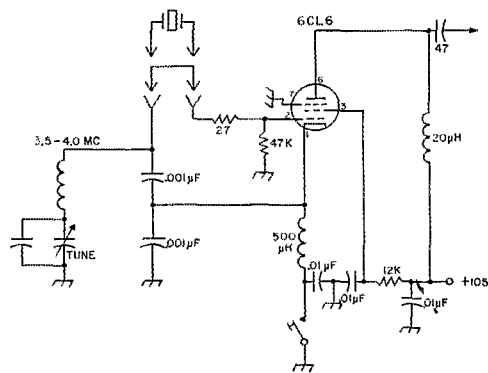 6CL6
47
7
6
3
2
1
27
47K
20µH
3.5-4.0 MC
.001µF
.001µF
TUNE
500
µH
.01µF
.01µF
12K
+105
.01µF